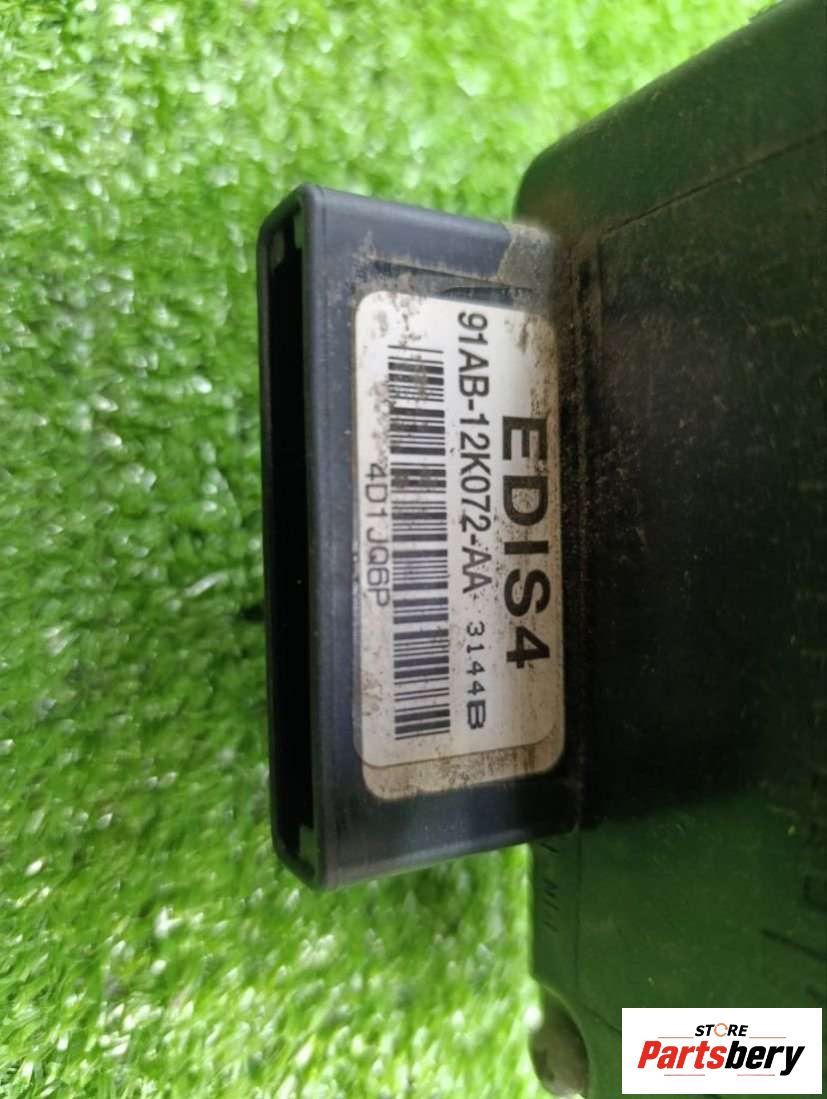 EDIS4
91AB-12K072-AA 3144B
4D1JQ6P
STORE
Partsbery